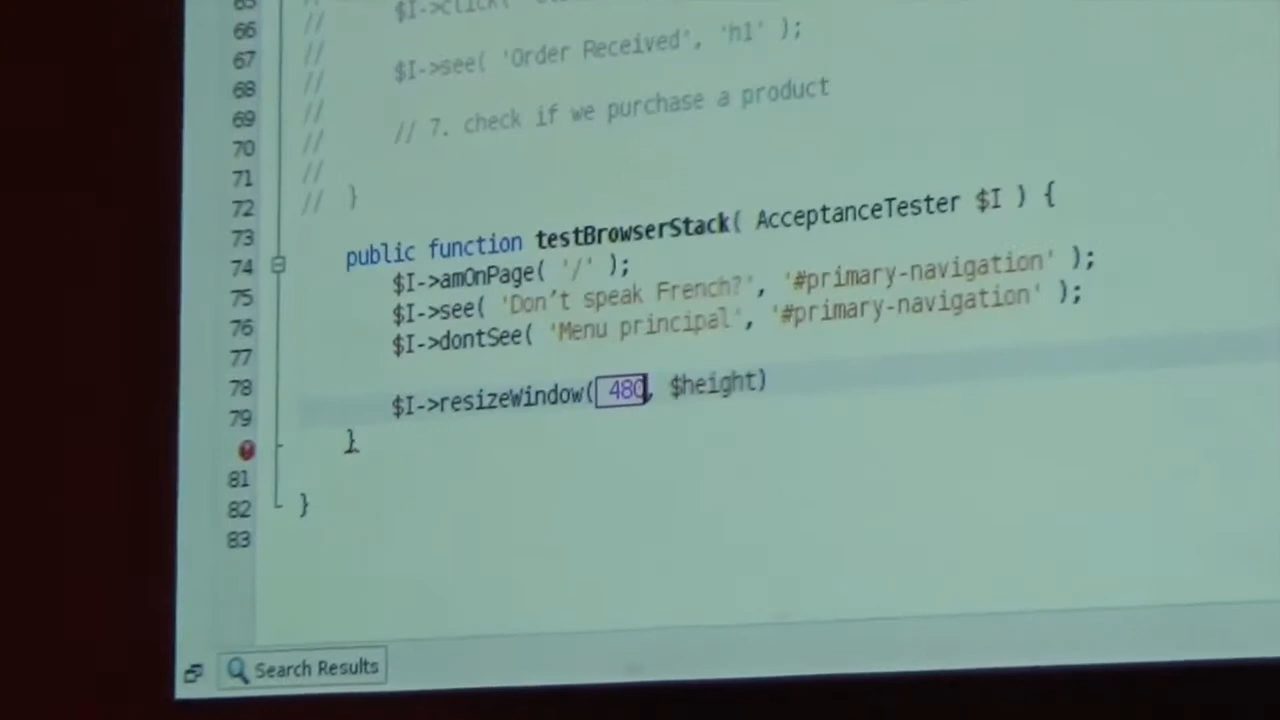 65 // $I->click(
66 //
67 // $I->see( 'Order Received', 'h1' );
68 //
69 // // 7. check if we purchase a product
70 //
71 //
72 // }
73
74 public function testBrowserStack( AcceptanceTester $I ) {
75 $I->amOnPage( '/' );
76 $I->see( 'Don't speak French?', '#primary-navigation' );
77 $I->dontSee( 'Menu principal', '#primary-navigation' );
78
79 $I->resizeWindow( 480, $height)
}
81
82 }
83
Search Results